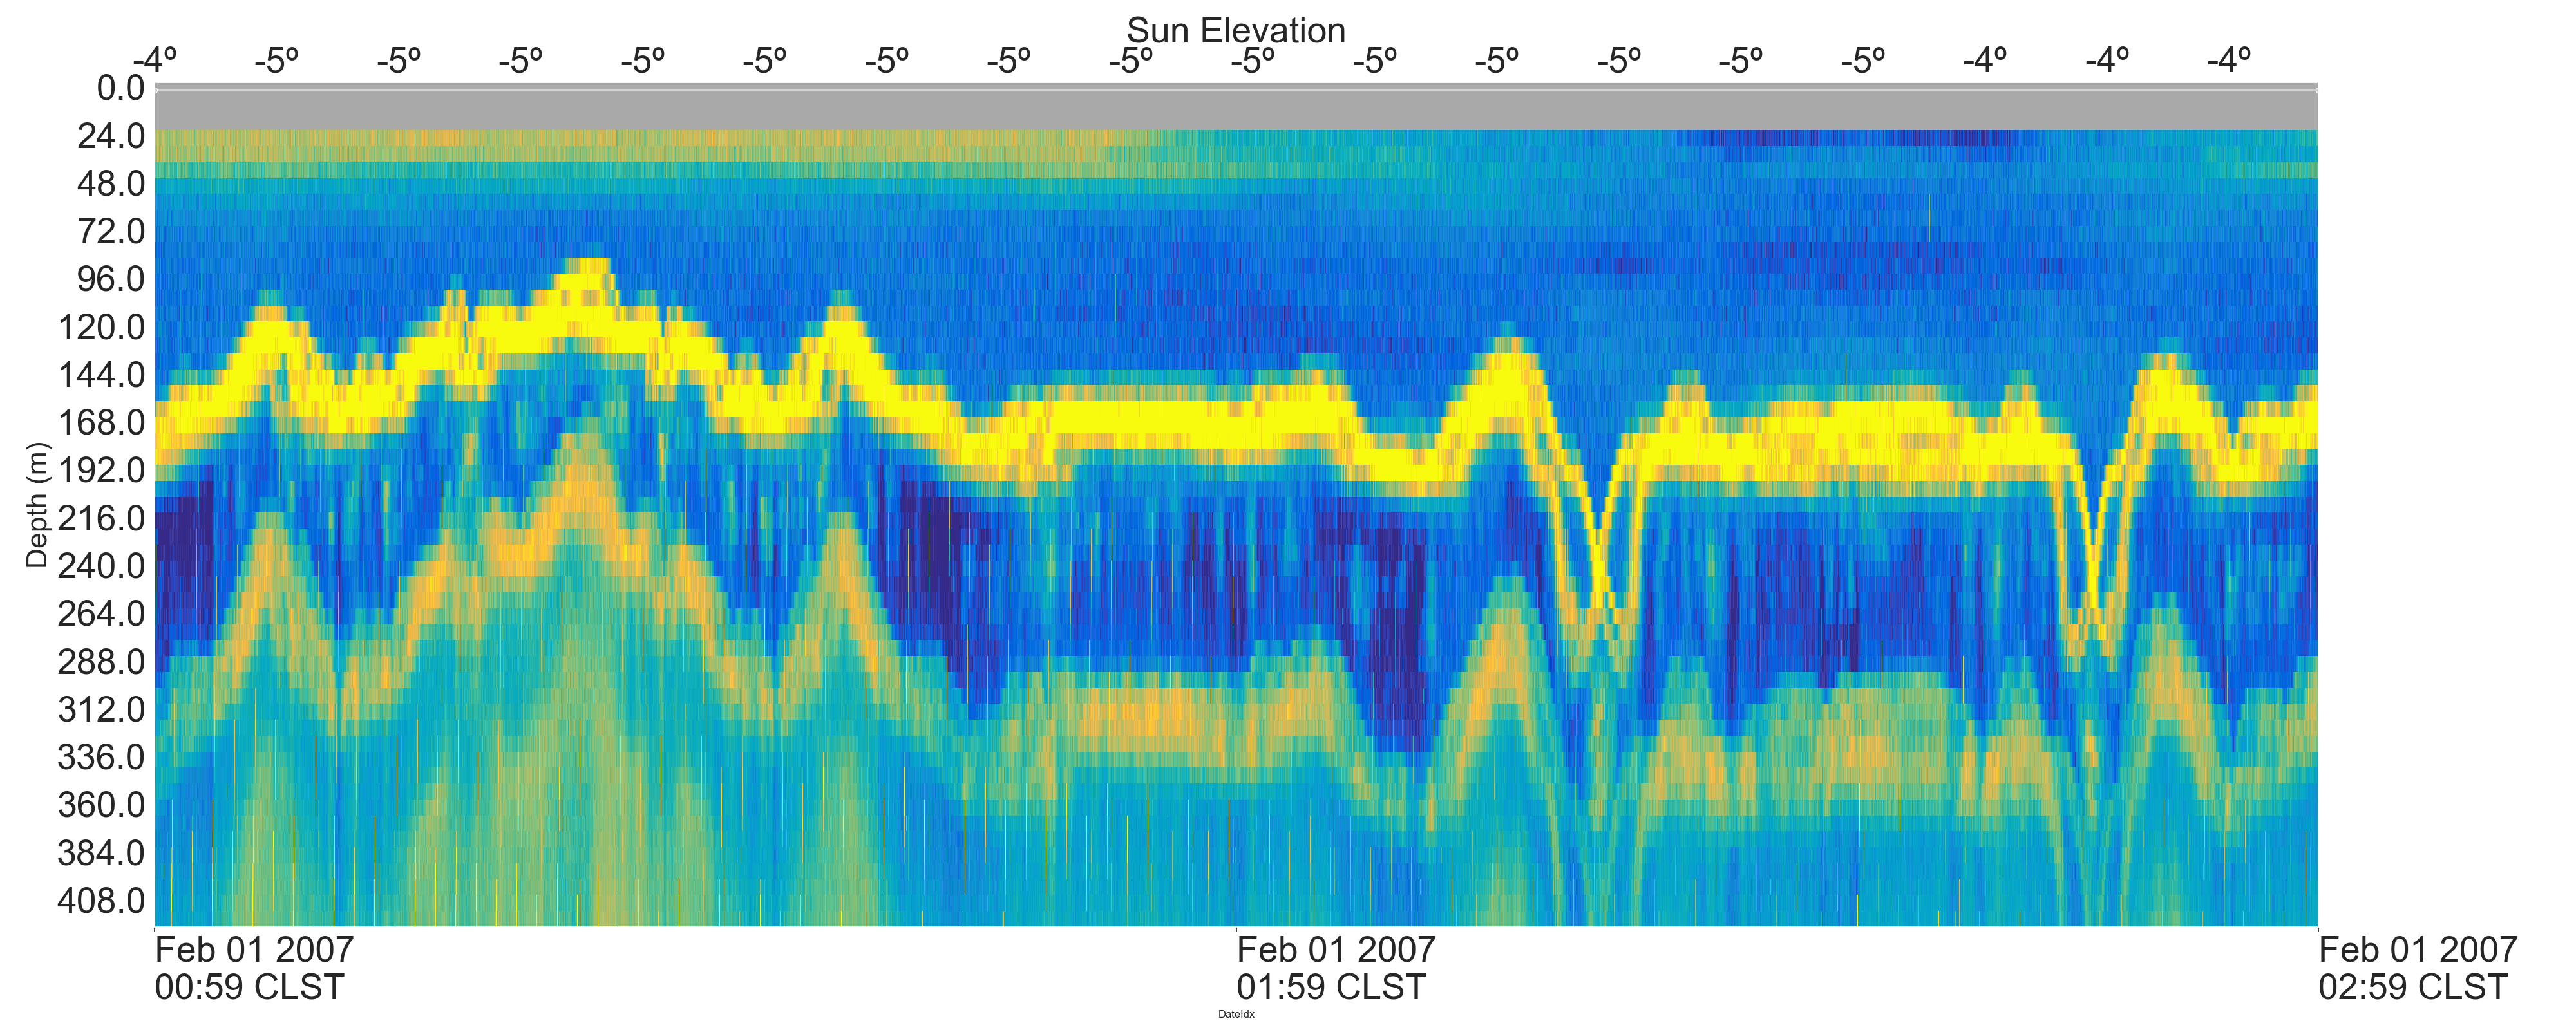 Sun Elevation
-4º -5º -5º -5º -5º -5º -5º -5º -5º -5º -5º -5º -5º -5º -5º -4º -4º -4º
0.0
24.0
48.0
72.0
96.0
120.0
144.0
168.0
192.0
216.0
240.0
264.0
288.0
312.0
336.0
360.0
384.0
408.0
Depth (m)
Feb 01 2007
00:59 CLST
Feb 01 2007
01:59 CLST
Feb 01 2007
02:59 CLST
DateIdx